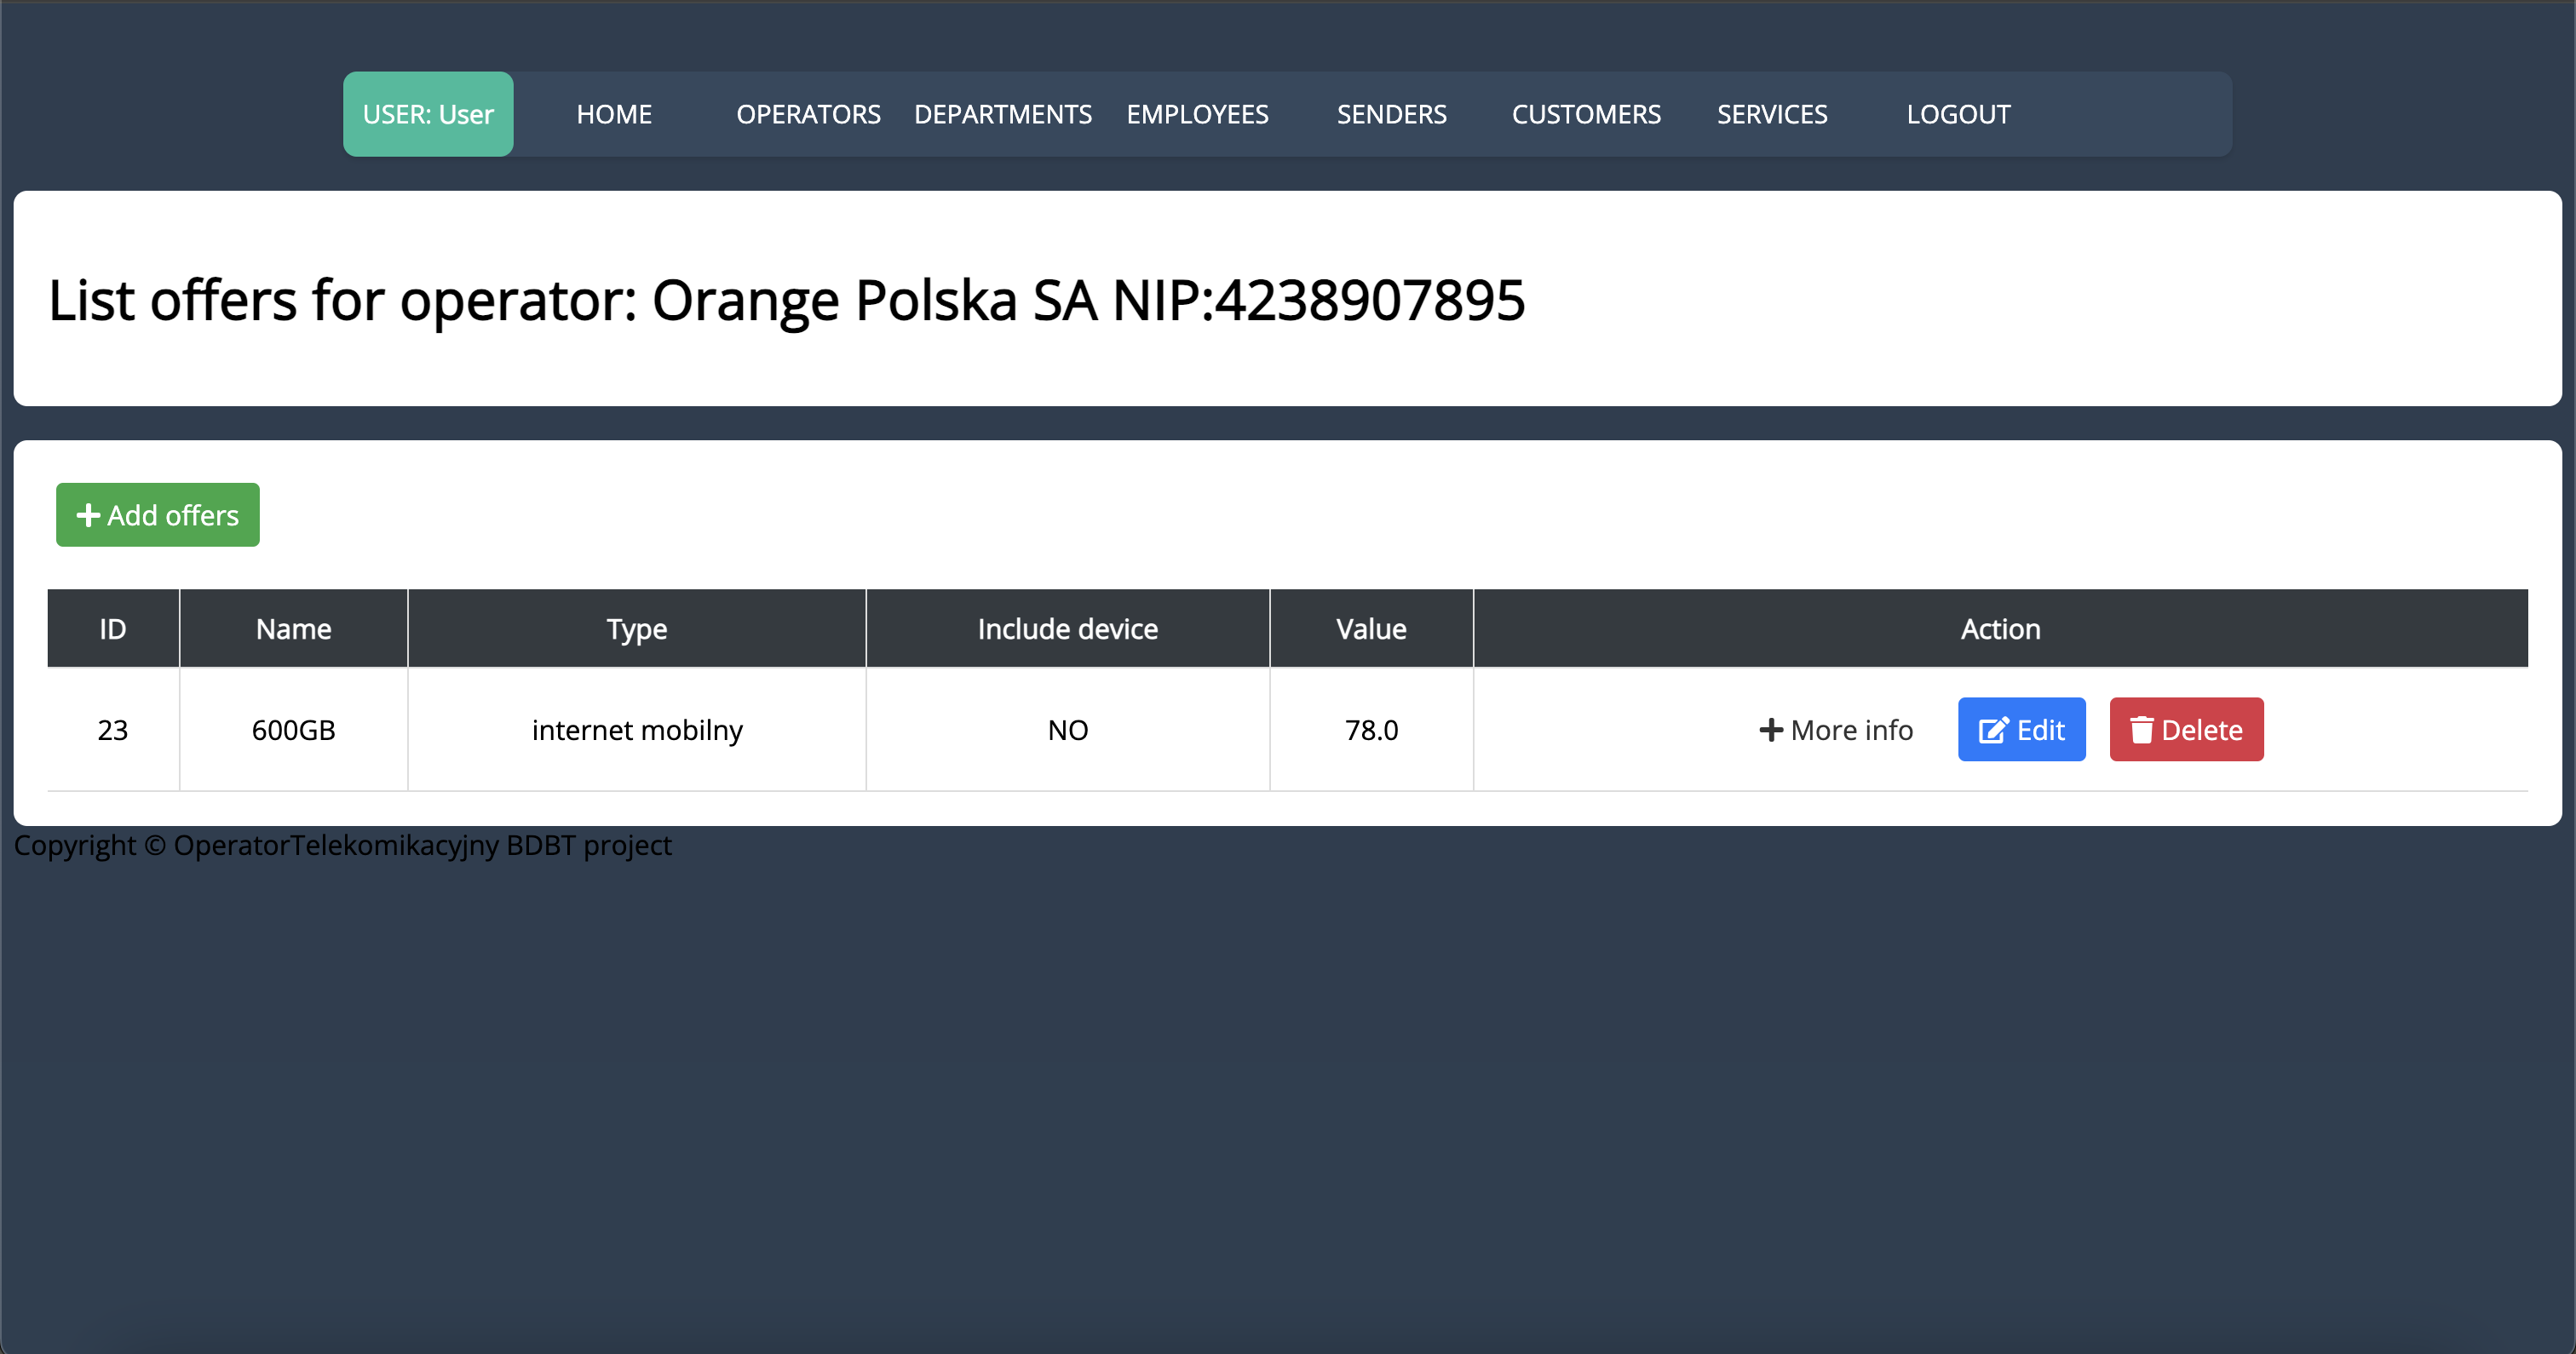 USER: User HOME OPERATORS DEPARTMENTS EMPLOYEES SENDERS CUSTOMERS SERVICES LOGOUT
List offers for operator: Orange Polska SA NIP:4238907895
Add offers
ID Name Type Include device Value Action
23 600GB internet mobilny NO 78.0 More info Edit Delete
Copyright © OperatorTelekomikacyjny BDBT project